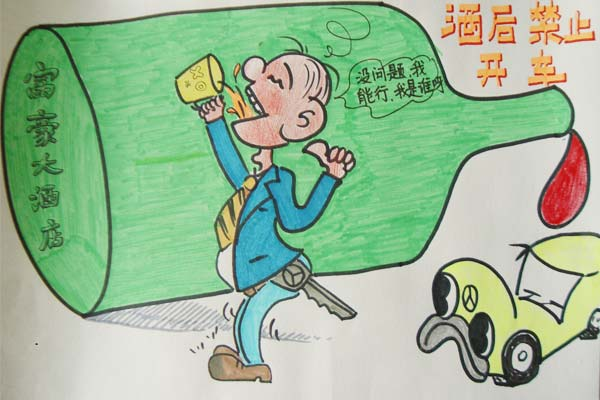 酒后禁止
开车
没问题,我
能行,我是谁呀
富豪大酒店